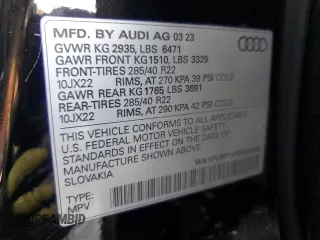 MFD. BY AUDI AG 03 23
GVWR KG 2935, LBS 6471
GAWR FRONT KG1510, LBS 3329
FRONT-TIRES 285/40 R22
10JX22 RIMS, AT 270 KPA 39 PSI COLD
GAWR REAR KG1765 LBS 3891
REAR-TIRES 285/40 R22
10JX22 RIMS, AT 290 KPA 42 PSI COLD
THIS VEHICLE CONFORMS TO ALL APPLICABLE
U.S. FEDERAL MOTOR VEHICLE SAFETY
STANDARDS IN EFFECT ON THE DATE OF
MANUFACTURE SHOWN ABOVE.
SLOVAKIA
TYPE:
MPV